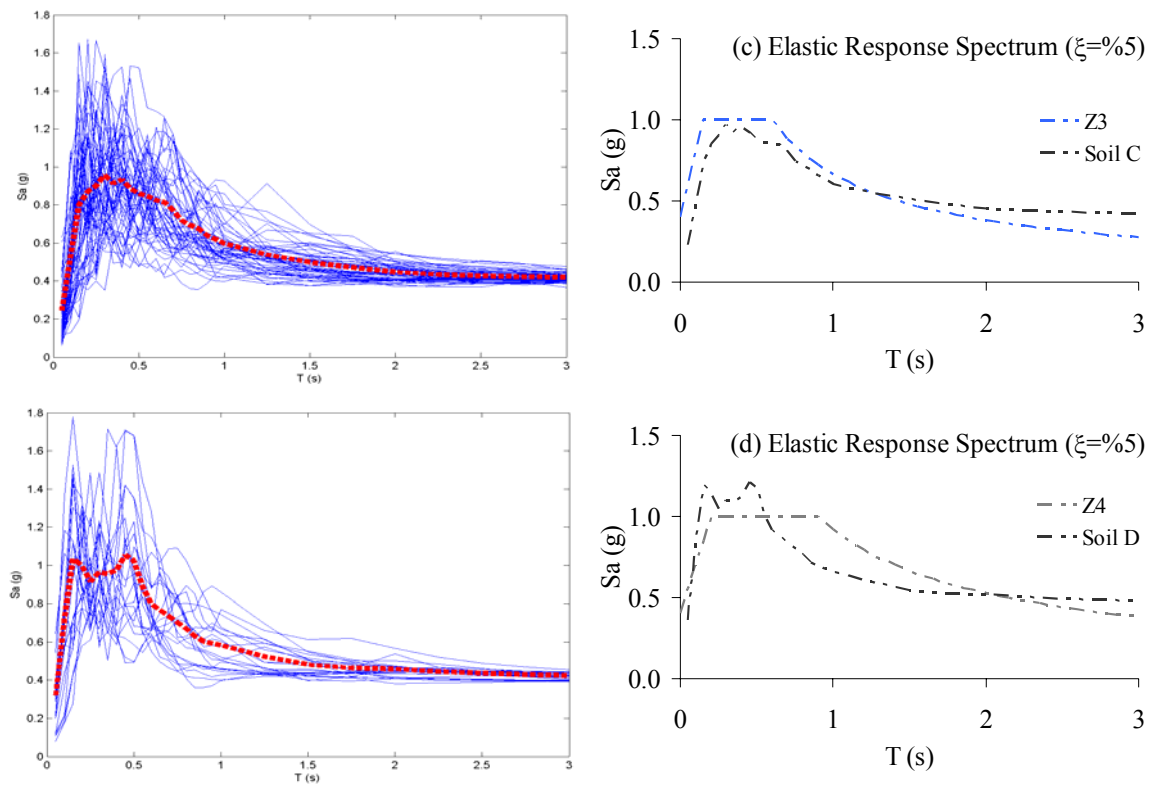 1.8
1.6
1.4
1.2
1
0.8
0.6
0.4
0.2
0
Sa (g)
0 0.5 1 1.5 2 2.5 3
T (s)
(c) Elastic Response Spectrum (ξ=%5)
1.5
1.0
0.5
0.0
Sa (g)
Z3
Soil C
0 1 2 3
T (s)
1.8
1.6
1.4
1.2
1
0.8
0.6
0.4
0.2
0
Sa (g)
0 0.5 1 1.5 2 2.5 3
T (s)
(d) Elastic Response Spectrum (ξ=%5)
1.5
1.0
0.5
0.0
Sa (g)
Z4
Soil D
0 1 2 3
T (s)